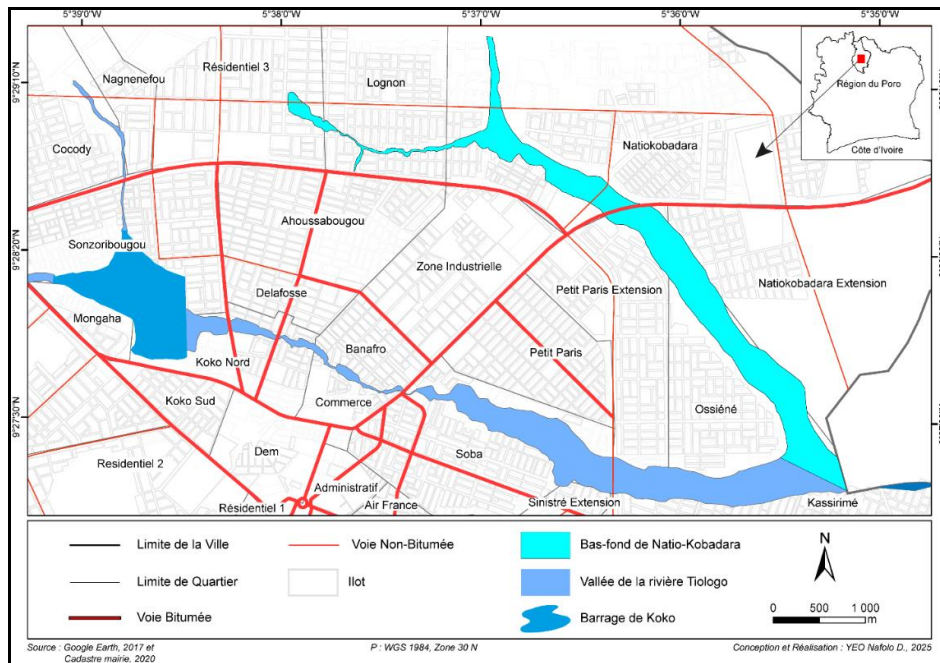 5°39'0"W
5°38'0"W
5°37'0"W
5°36'0"W
5°35'0"W
9°29'10"N
9°28'20"N
9°27'30"N
Région du Poro
Côte d'Ivoire
Nagnenefou
Résidentiel 3
Lognon
Cocody
Natiokobadara
Ahoussabougou
Sonzoribougou
Zone Industrielle
Delafosse
Petit Paris Extension
Natiokobadara Extension
Mongaha
Koko Nord
Banafro
Petit Paris
Koko Sud
Commerce
Ossiéné
Dem
Soba
Residentiel 2
Administratif
Résidentiel 1
Air France
Sinistré Extension
Kassirimé
Limite de la Ville
Voie Non-Bitumée
Bas-fond de Natio-Kobadara
N
Limite de Quartier
Ilot
Vallée de la rivière Tiologo
Voie Bitumée
Barrage de Koko
0 500 1 000
m
Source : Google Earth, 2017 et
Cadastre mairie, 2020
P : WGS 1984, Zone 30 N
Conception et Réalisation : YEO Nafolo D., 2025